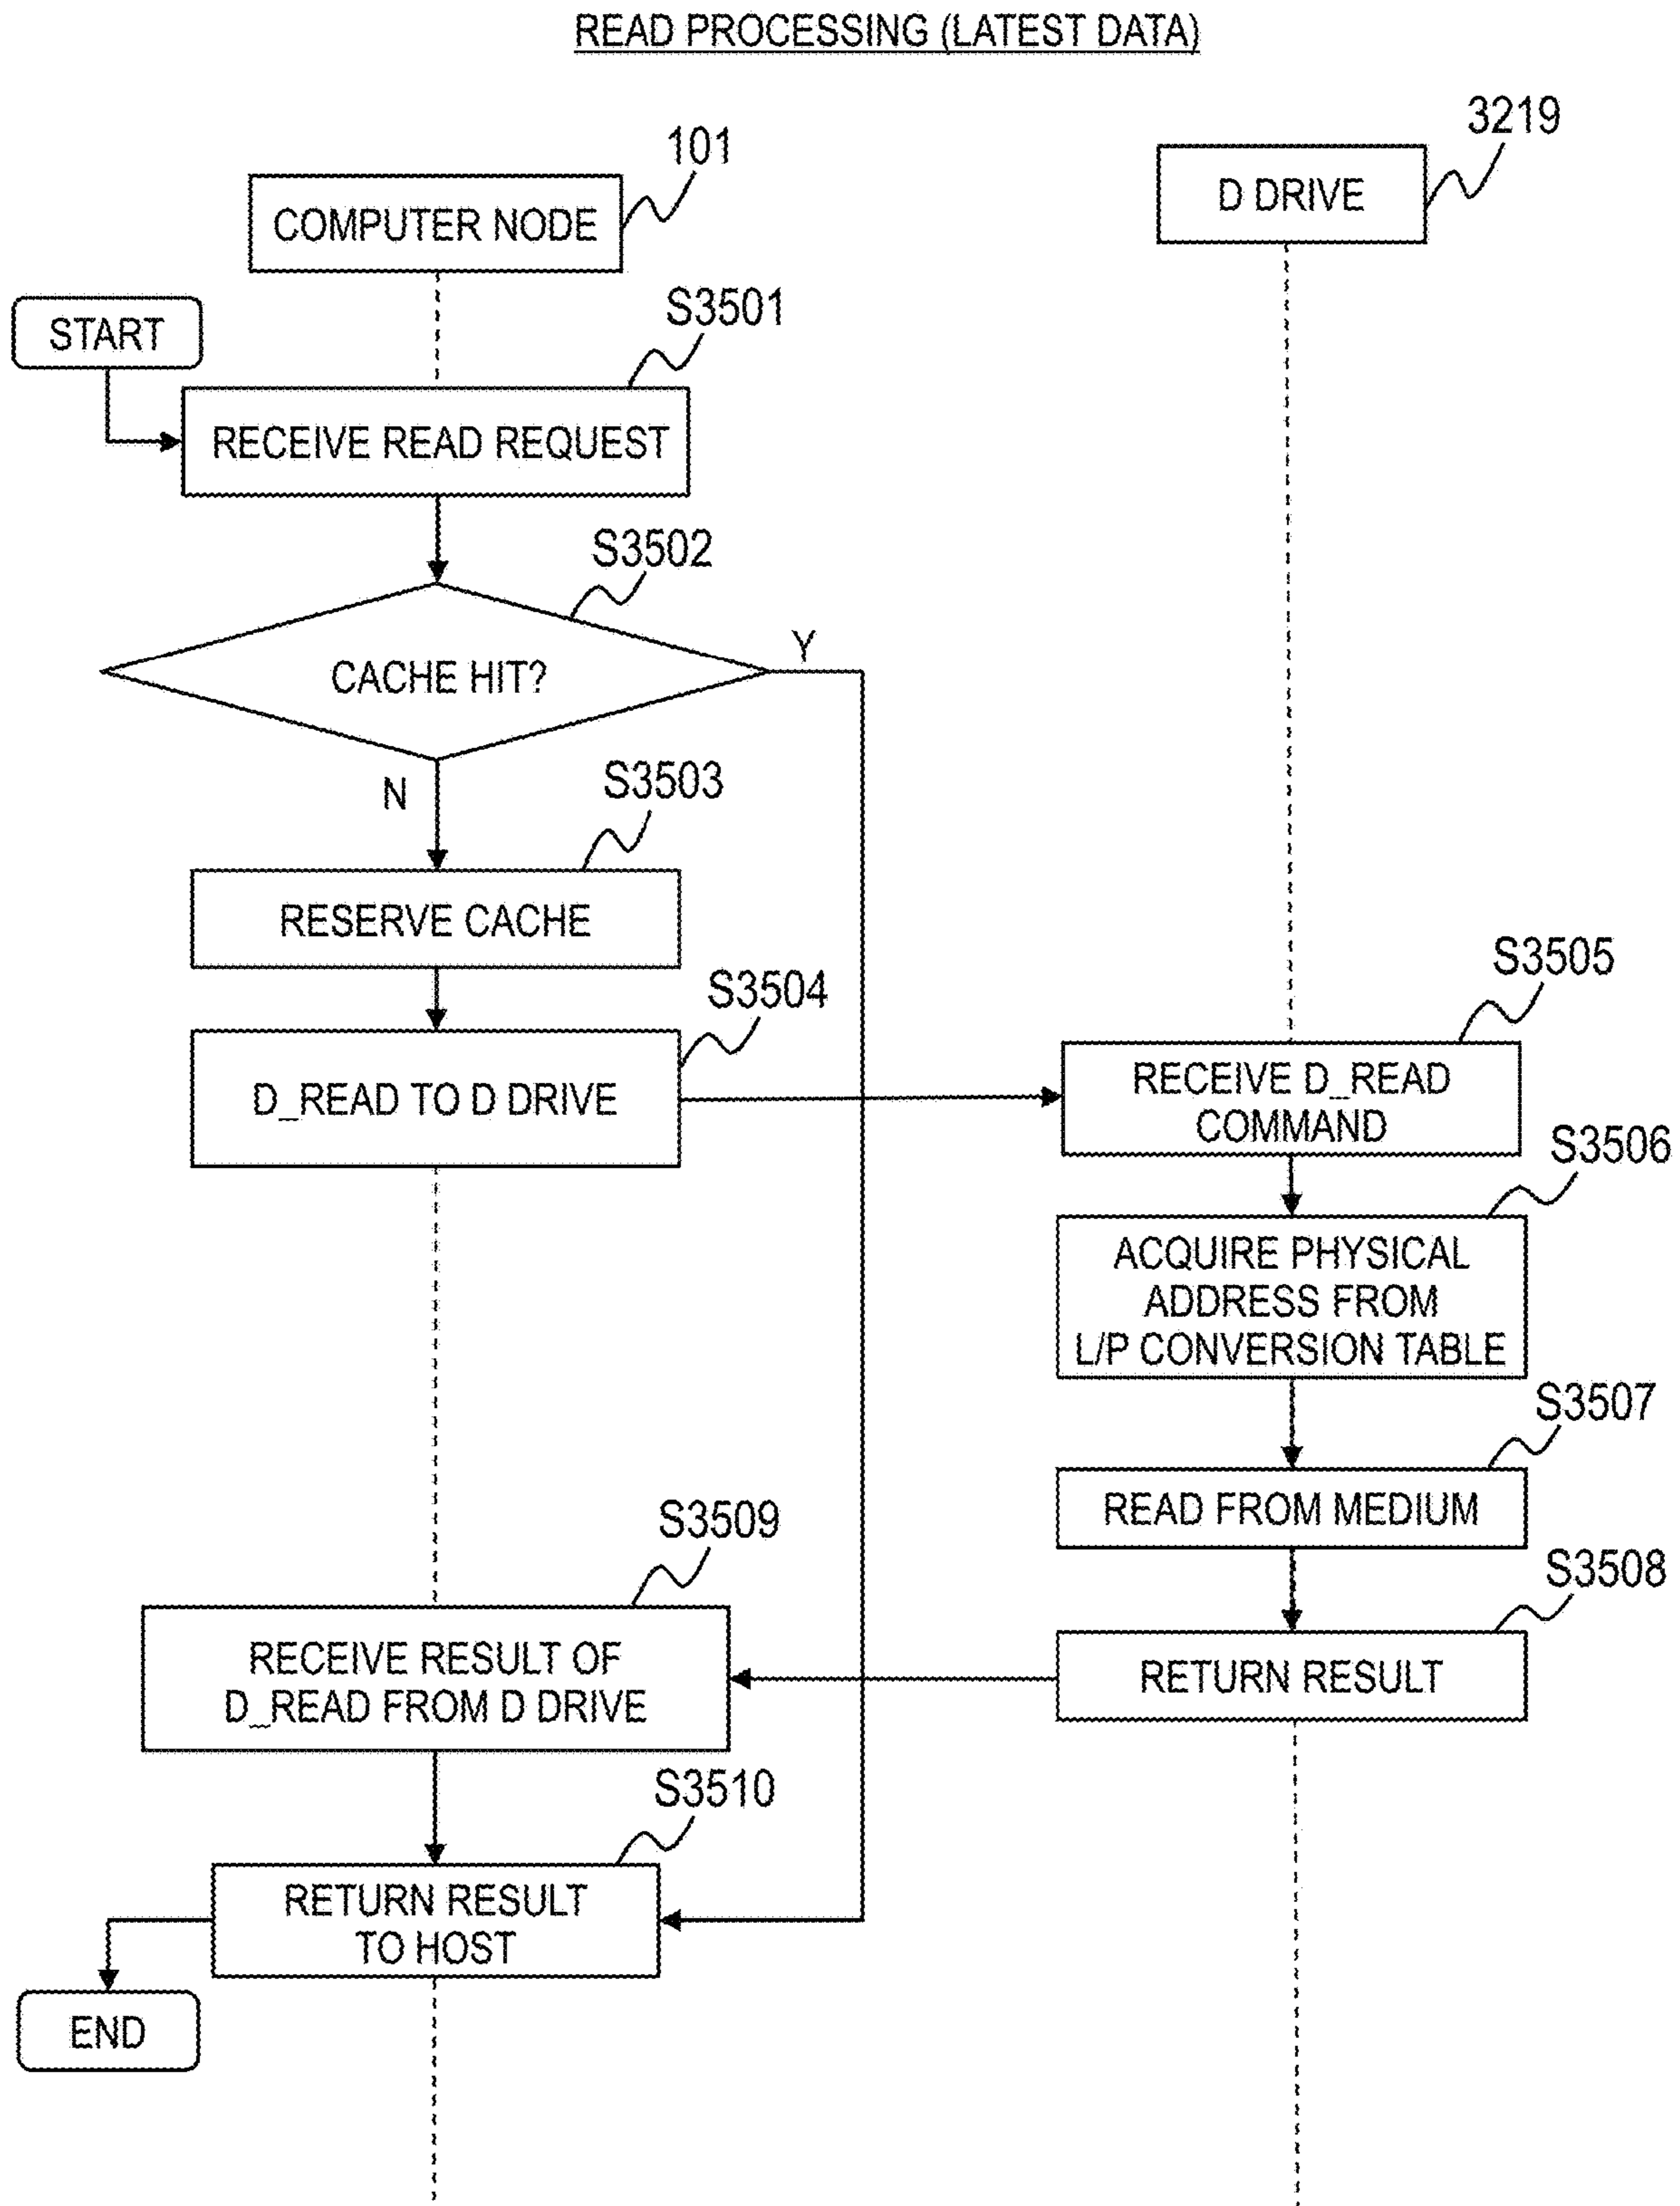 READ PROCESSING (LATEST DATA)
101
3219
COMPUTER NODE
D DRIVE
START
S3501
RECEIVE READ REQUEST
S3502
CACHE HIT?
Y
N
S3503
RESERVE CACHE
S3504
D_READ TO D DRIVE
S3505
RECEIVE D_READ
COMMAND
S3506
ACQUIRE PHYSICAL
ADDRESS FROM
L/P CONVERSION TABLE
S3507
READ FROM MEDIUM
S3508
RETURN RESULT
S3509
RECEIVE RESULT OF
D_READ FROM D DRIVE
S3510
RETURN RESULT
TO HOST
END